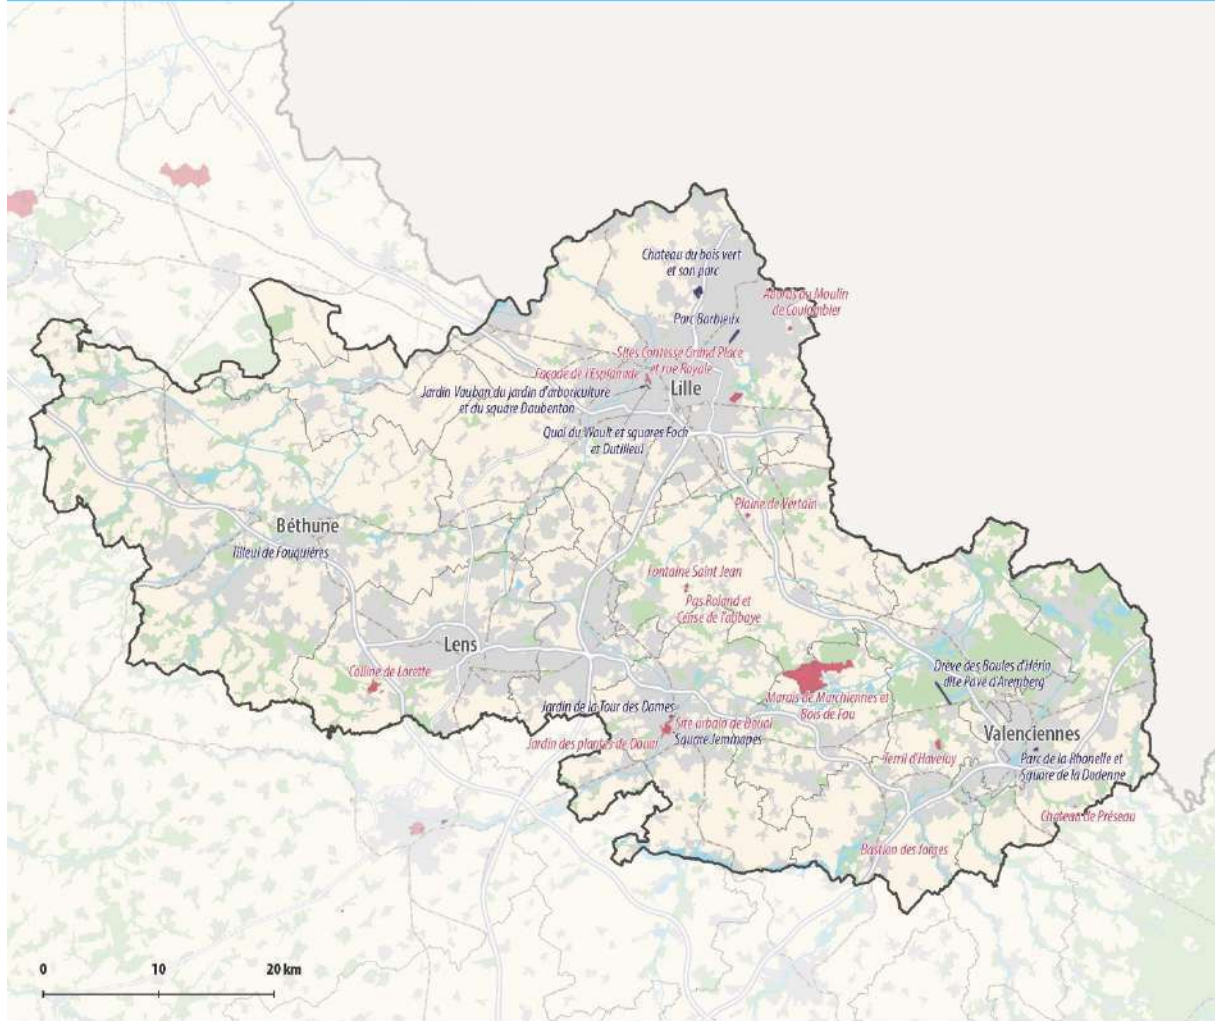 Chateau du bois vert
et son parc
Abords du Moulin
de Coulombier
Parc Barbieux
Sites Contesse Grand Place
et rue Royale
Façade de l'Esplanade
Lille
Jardin Vauban du jardin d'arboriculture
et du square Daubenton
Quai du Wault et squares Foch
et Dutilleul
Plaine de Vertain
Béthune
Tilleul de Fouquières
Fontaine Saint Jean
Pas Roland et
Cense de l'abbaye
Lens
Colline de Lorette
Drève des Boules d'Hérin
dite Pavé d'Aremberg
Marais de Marchiennes et
Bois de Fau
Jardin de la Tour des Dames
Site urbain de Douai
Square Jemmapes
Jardin des plantes de Douai
Valenciennes
Terril d'Haveluy
Parc de la Rhonelle et
Square de la Dodenne
Chateau de Préseau
Bastion des forges
0 10 20 km